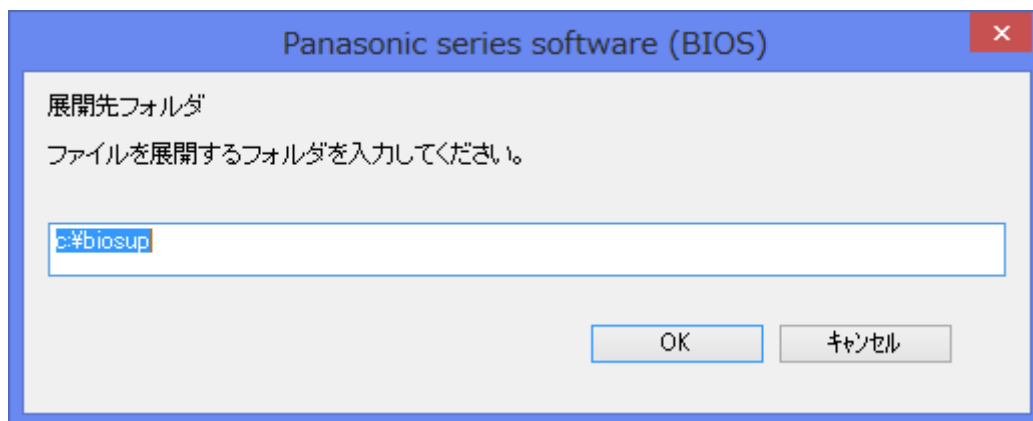 Panasonic series software (BIOS)
×
展開先フォルダ
ファイルを展開するフォルダを入力してください。
c:¥biosup
OK
キャンセル